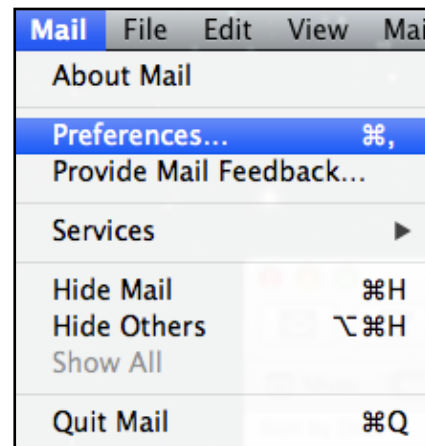 Mail File Edit View Mai
About Mail
Preferences... ⌘,
Provide Mail Feedback...
Services ▶
Hide Mail ⌘H
Hide Others ⌥⌘H
Show All
Quit Mail ⌘Q